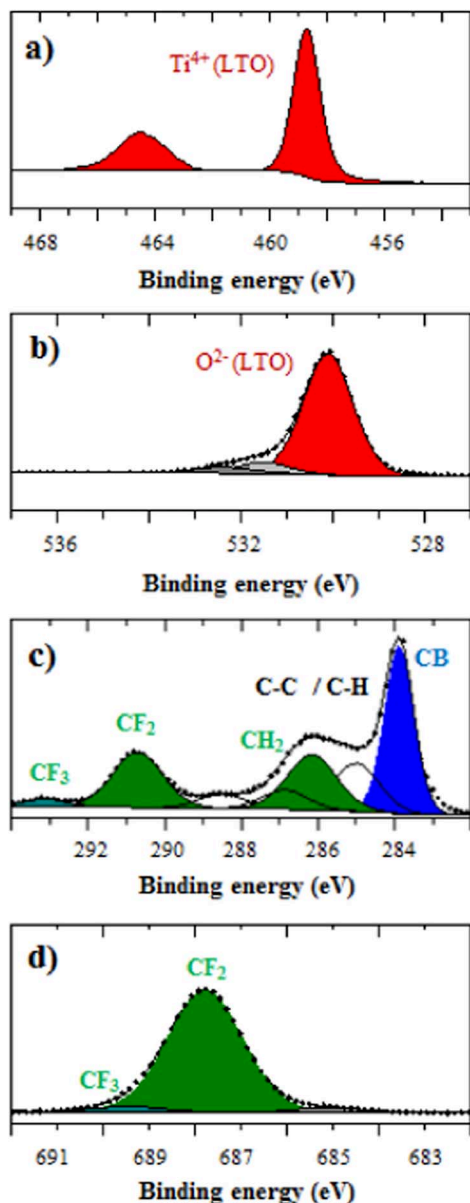 a)
Ti⁴⁺(LTO)
468 464 460 456
Binding energy (eV)
b)
O²⁻(LTO)
536 532 528
Binding energy (eV)
c)
CB
C-C / C-H
CF₂
CH₂
CF₃
292 290 288 286 284
Binding energy (eV)
d)
CF₂
CF₃
691 689 687 685 683
Binding energy (eV)